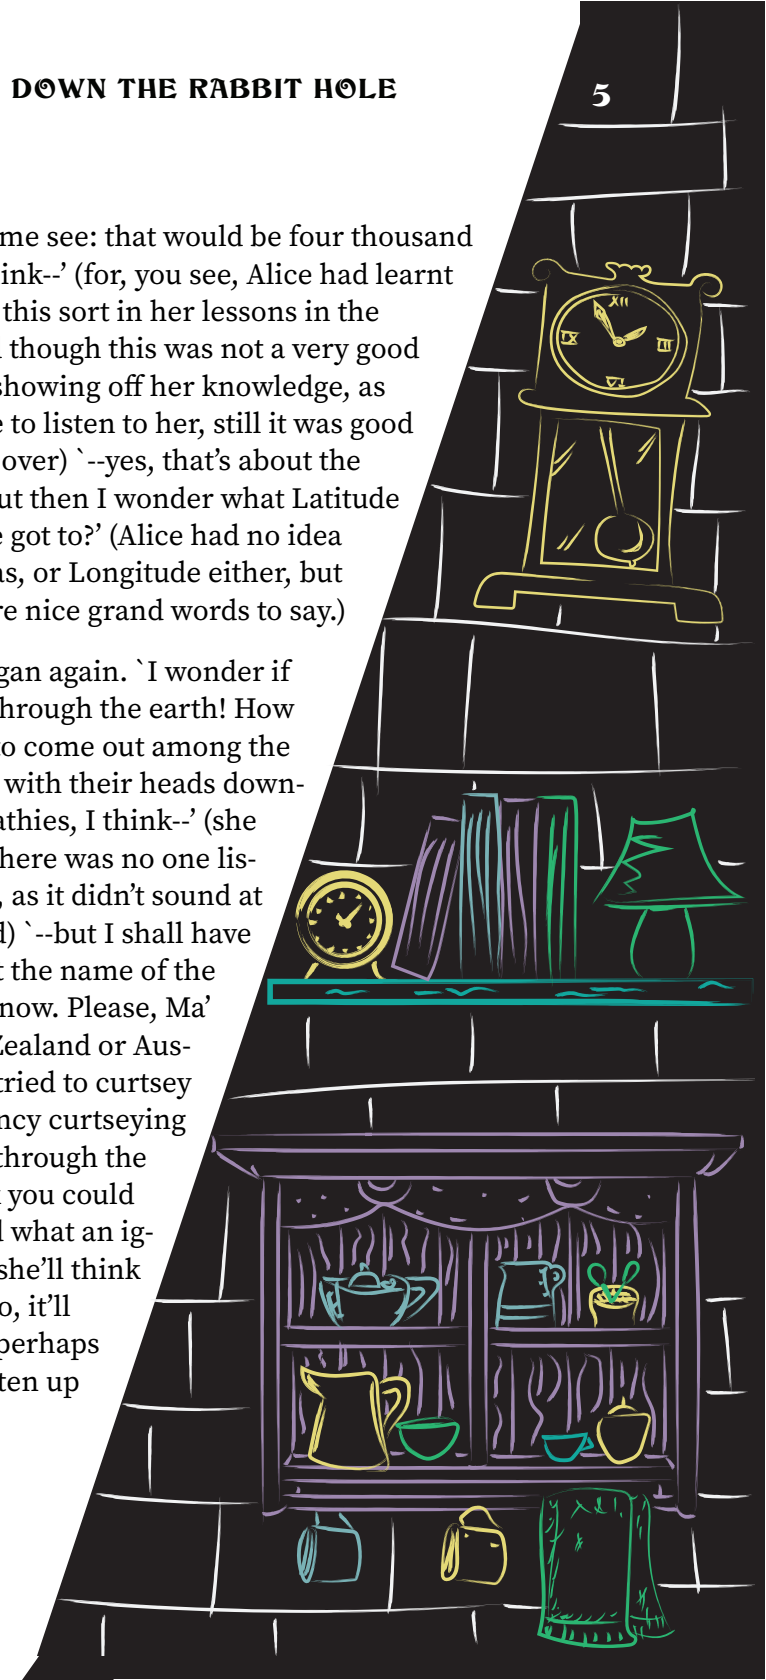 DOWN THE RABBIT HOLE
5
me see: that would be four thousand
ink--’ (for, you see, Alice had learnt
this sort in her lessons in the
though this was not a very good
showing off her knowledge, as
to listen to her, still it was good
over) `--yes, that’s about the
ut then I wonder what Latitude
got to?’ (Alice had no idea
as, or Longitude either, but
re nice grand words to say.)
gan again. `I wonder if
hrough the earth! How
to come out among the
with their heads down-
athies, I think--’ (she
here was no one lis-
, as it didn’t sound at
d) `--but I shall have
t the name of the
now. Please, Ma’
Zealand or Aus-
tried to curtsey
ncy curtseying
through the
you could
what an ig-
she’ll think
o, it’ll
perhaps
ten up
XII
IX
III
VI